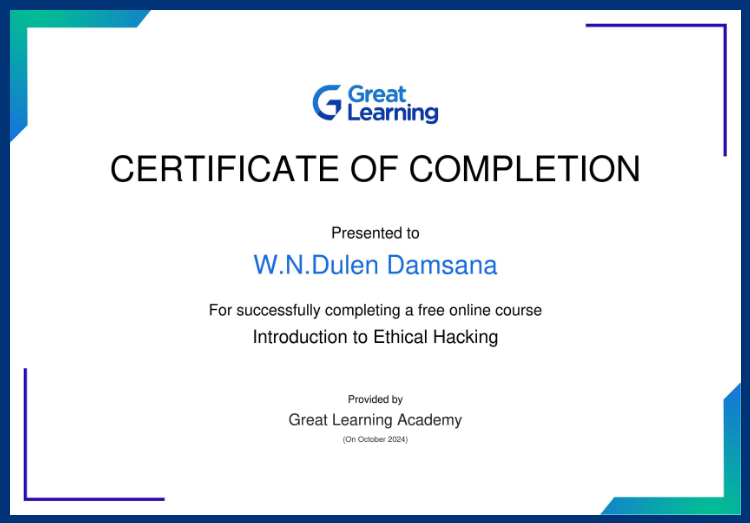 Great
Learning
CERTIFICATE OF COMPLETION
Presented to
W.N.Dulen Damsana
For successfully completing a free online course
Introduction to Ethical Hacking
Provided by
Great Learning Academy
(On October 2024)